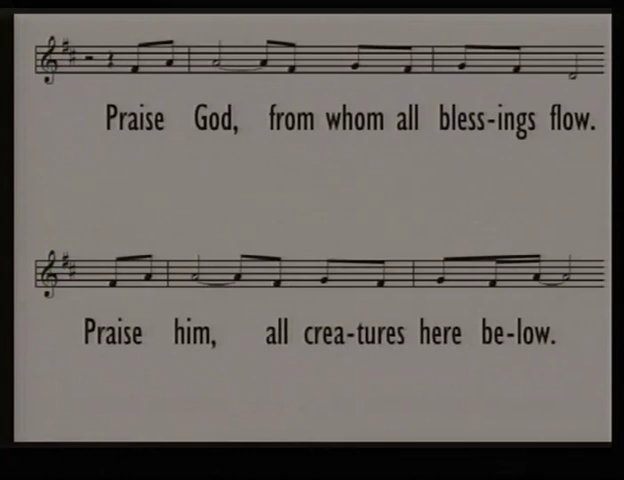 Praise God, from whom all bless-ings flow.
Praise him, all crea-tures here be-low.